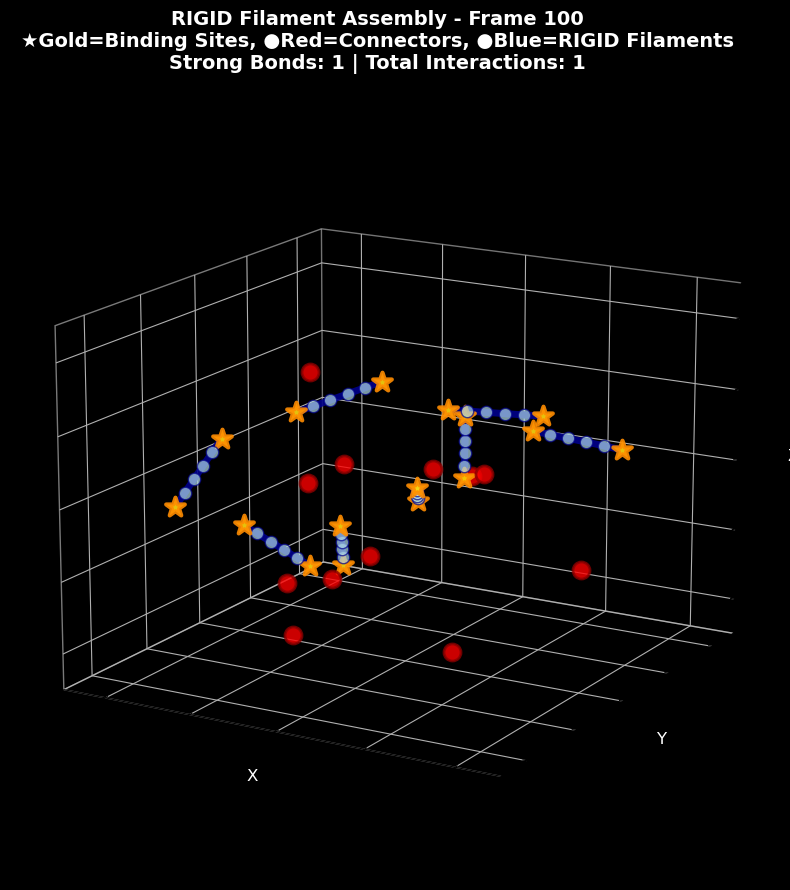 RIGID Filament Assembly - Frame 100
★Gold=Binding Sites, ●Red=Connectors, ●Blue=RIGID Filaments
Strong Bonds: 1 | Total Interactions: 1
X
Y